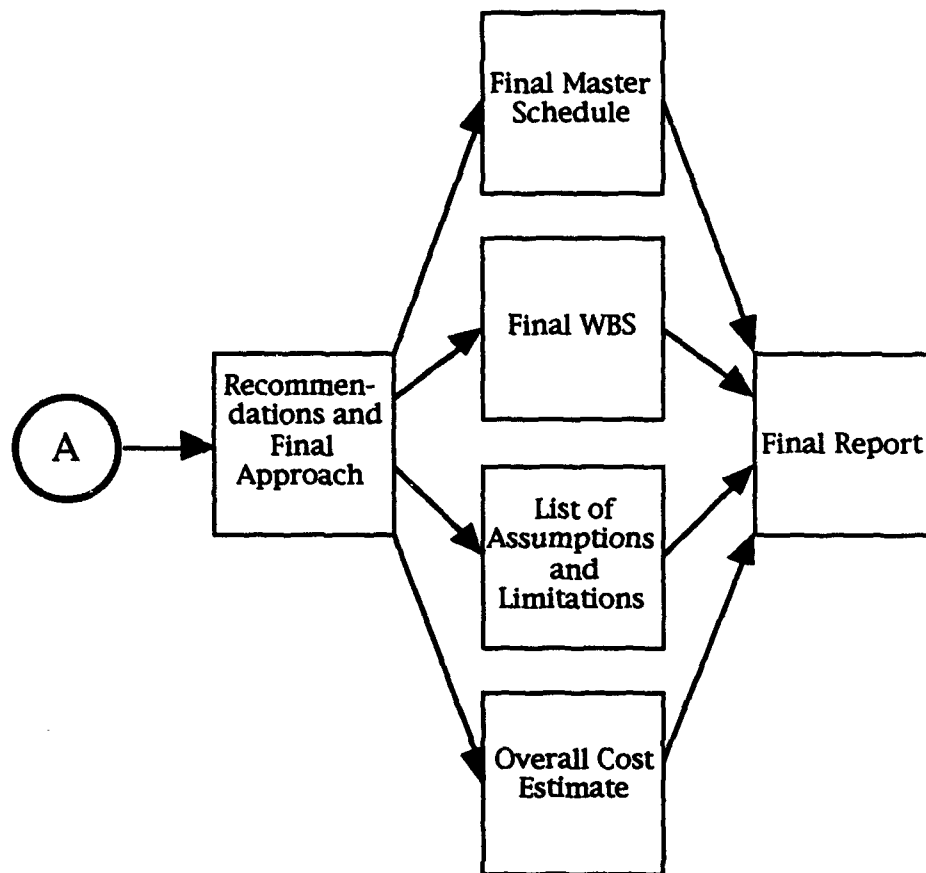 A
Recommen-
dations and
Final
Approach
Final Master
Schedule
Final WBS
List of
Assumptions
and
Limitations
Overall Cost
Estimate
Final Report